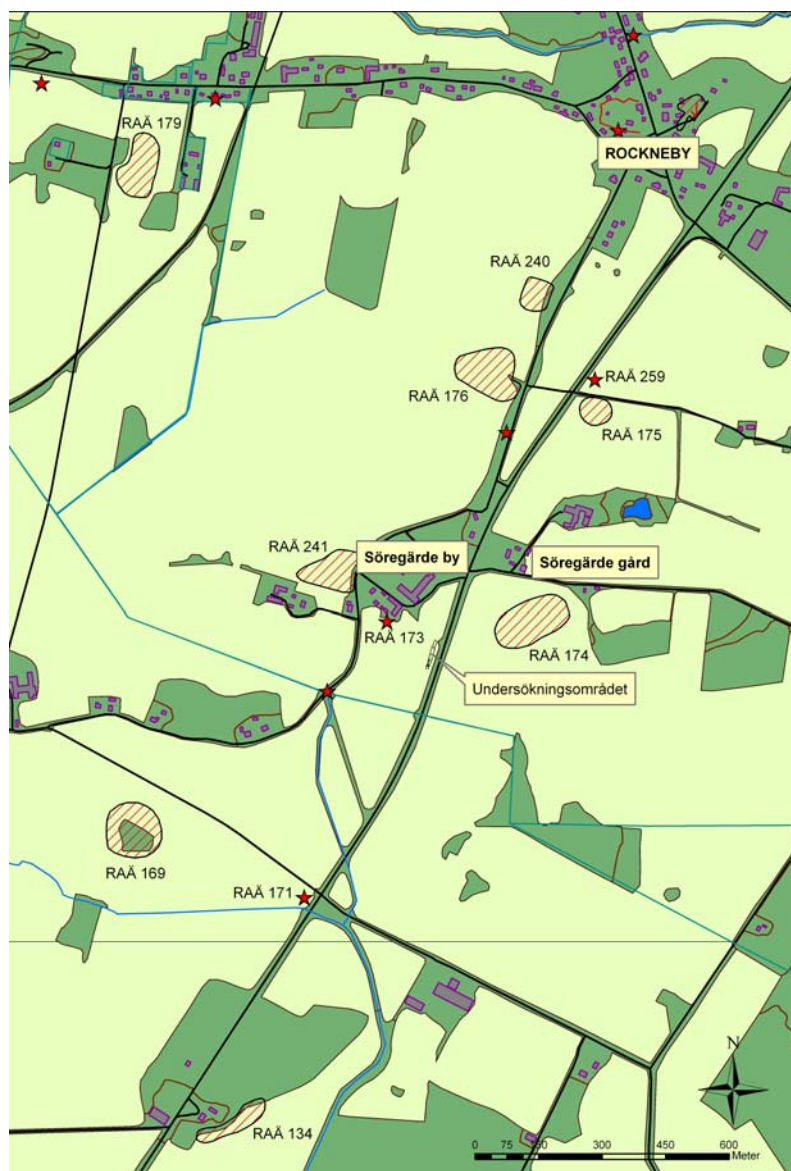 RAÄ 179
ROCKNEBY
RAÄ 240
RAÄ 176
RAÄ 259
RAÄ 175
RAÄ 241
Söregärde by
Söregärde gård
RAÄ 173
RAÄ 174
Undersökningsområdet
RAÄ 169
RAÄ 171
N
RAÄ 134
0 75 150 300 450 600
Meter